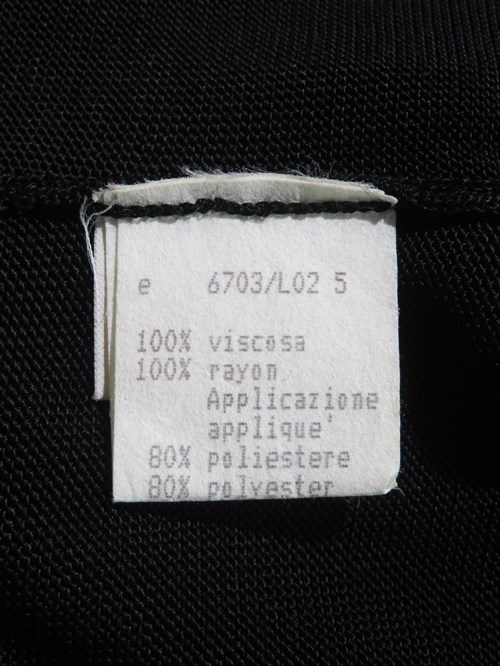 e 6703/L02 5
100% viscosa
100% rayon
Applicazione
applique'
80% poliestere
80% polyester